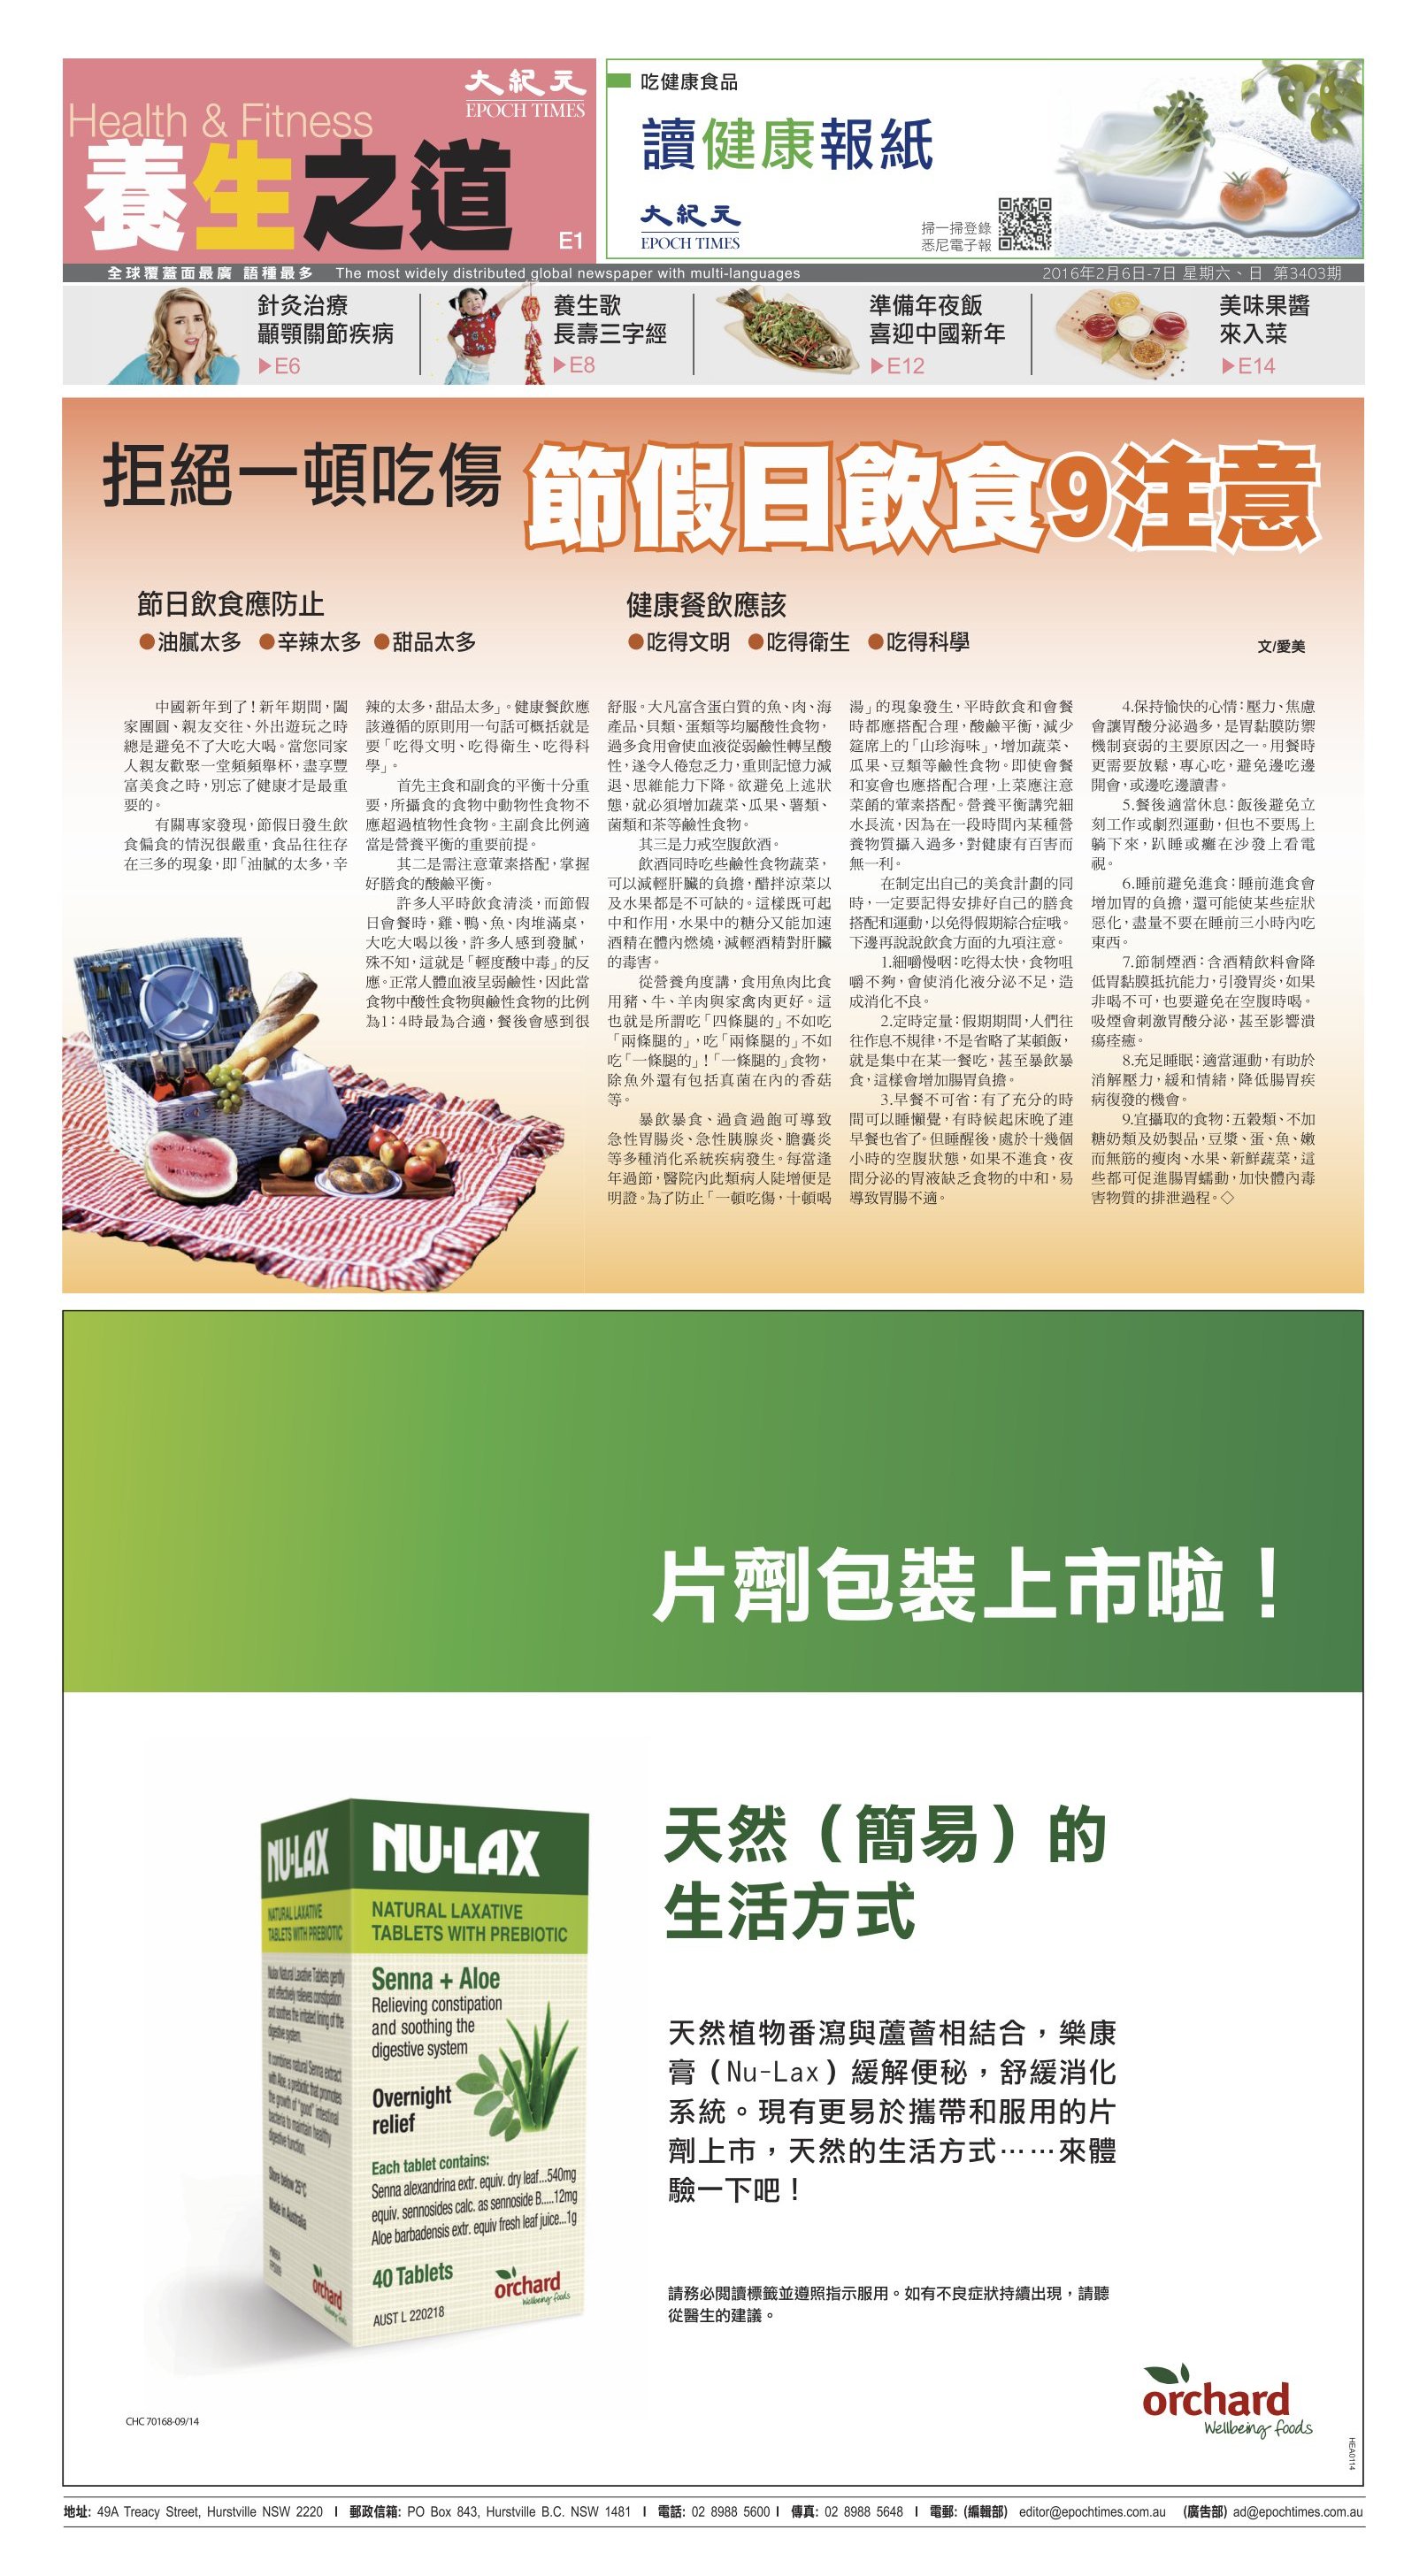 大紀元
EPOCH TIMES
Health & Fitness
養生之道
E1
吃健康食品
讀健康報紙
大紀元
EPOCH TIMES
掃一掃登錄
悉尼電子報
全球覆蓋面最廣 語種最多 The most widely distributed global newspaper with multi-languages 2016年2月6日-7日 星期六、日 第3403期
針灸治療
顳顎關節疾病
▶E6
養生歌
長壽三字經
▶E8
準備年夜飯
喜迎中國新年
▶E12
美味果醬
來入菜
▶E14
拒絕一頓吃傷 節假日飲食9注意
節日飲食應防止
●油膩太多 ●辛辣太多 ●甜品太多
健康餐飲應該
●吃得文明 ●吃得衛生 ●吃得科學
文/愛美
中國新年到了！新年期間，闔
家團圓、親友交往、外出遊玩之時
總是避免不了大吃大喝。當您同家
人親友歡聚一堂頻頻舉杯，盡享豐
富美食之時，別忘了健康才是最重
要的。
有關專家發現，節假日發生飲
食偏食的情況很嚴重，食品往往存
在三多的現象，即「油膩的太多，辛
辣的太多，甜品太多」。健康餐飲應
該遵循的原則用一句話可概括就是
要「吃得文明、吃得衛生、吃得科
學」。
首先主食和副食的平衡十分重
要，所攝食的食物中動物性食物不
應超過植物性食物。主副食比例適
當是營養平衡的重要前提。
其二是需注意葷素搭配，掌握
好膳食的酸鹼平衡。
許多人平時飲食清淡，而節假
日會餐時，雞、鴨、魚、肉堆滿桌，
大吃大喝以後，許多人感到發膩，
殊不知，這就是「輕度酸中毒」的反
應。正常人體血液呈弱鹼性，因此當
食物中酸性食物與鹼性食物的比例
為1：4時最為合適，餐後會感到很
舒服。大凡富含蛋白質的魚、肉、海
產品、貝類、蛋類等均屬酸性食物，
過多食用會使血液從弱鹼性轉呈酸
性，遂令人倦怠乏力，重則記憶力減
退、思維能力下降。欲避免上述狀
態，就必須增加蔬菜、瓜果、薯類、
菌類和茶等鹼性食物。
其三是力戒空腹飲酒。
飲酒同時吃些鹼性食物蔬菜，
可以減輕肝臟的負擔，醋拌涼菜以
及水果都是不可缺的。這樣既可起
中和作用，水果中的糖分又能加速
酒精在體內燃燒，減輕酒精對肝臟
的毒害。
從營養角度講，食用魚肉比食
用豬、牛、羊肉與家禽肉更好。這
也就是所謂吃「四條腿的」不如吃
「兩條腿的」，吃「兩條腿的」不如
吃「一條腿的」！「一條腿的」食物，
除魚外還有包括真菌在內的香菇
等。
暴飲暴食、過貪過飽可導致
急性胃腸炎、急性胰腺炎、膽囊炎
等多種消化系統疾病發生。每當逢
年過節，醫院內此類病人陡增便是
明證。為了防止「一頓吃傷，十頓喝
湯」的現象發生，平時飲食和會餐
時都應搭配合理，酸鹼平衡，減少
筵席上的「山珍海味」，增加蔬菜、
瓜果、豆類等鹼性食物。即使會餐
和宴會也應搭配合理，上菜應注意
菜餚的葷素搭配。營養平衡講究細
水長流，因為在一段時間內某種營
養物質攝入過多，對健康有百害而
無一利。
在制定出自己的美食計劃的同
時，一定要記得安排好自己的膳食
搭配和運動，以免得假期綜合症哦。
下邊再說說飲食方面的九項注意。
1.細嚼慢咽：吃得太快，食物咀
嚼不夠，會使消化液分泌不足，造
成消化不良。
2.定時定量：假期期間，人們往
往作息不規律，不是省略了某頓飯，
就是集中在某一餐吃，甚至暴飲暴
食，這樣會增加腸胃負擔。
3.早餐不可省：有了充分的時
間可以睡懶覺，有時候起床晚了連
早餐也省了。但睡醒後，處於十幾個
小時的空腹狀態，如果不進食，夜
間分泌的胃液缺乏食物的中和，易
導致胃腸不適。
4.保持愉快的心情：壓力、焦慮
會讓胃酸分泌過多，是胃黏膜防禦
機制衰弱的主要原因之一。用餐時
更需要放鬆，專心吃，避免邊吃邊
開會，或邊吃邊讀書。
5.餐後適當休息：飯後避免立
刻工作或劇烈運動，但也不要馬上
躺下來，趴睡或癱在沙發上看電
視。
6.睡前避免進食：睡前進食會
增加胃的負擔，還可能使某些症狀
惡化，盡量不要在睡前三小時內吃
東西。
7.節制煙酒：含酒精飲料會降
低胃黏膜抵抗能力，引發胃炎，如果
非喝不可，也要避免在空腹時喝。
吸煙會刺激胃酸分泌，甚至影響潰
瘍痊癒。
8.充足睡眠：適當運動，有助於
消解壓力，緩和情緒，降低腸胃疾
病復發的機會。
9.宜攝取的食物：五穀類、不加
糖奶類及奶製品，豆漿、蛋、魚、嫩
而無筋的瘦肉、水果、新鮮蔬菜，這
些都可促進腸胃蠕動，加快體內毒
害物質的排泄過程。◇
片劑包裝上市啦！
NU-LAX
NATURAL LAXATIVE
TABLETS WITH PREBIOTIC
Nulax Natural Laxative Tablets gently
and effectively relieves constipation
and soothes the irritated lining of the
digestive system.
It combines natural Senna extract
with Aloe, a prebiotic that promotes
the growth of "good" intestinal
bacteria to maintain healthy
digestive function.
Store below 25°C
Made in Australia
orchard
NU-LAX
NATURAL LAXATIVE
TABLETS WITH PREBIOTIC
Senna + Aloe
Relieving constipation
and soothing the
digestive system
Overnight
relief
Each tablet contains:
Senna alexandrina extr. equiv. dry leaf...540mg
equiv. sennosides calc. as sennoside B.....12mg
Aloe barbadensis extr. equiv fresh leaf juice...1g
40 Tablets
orchard
Wellbeing foods
AUST L 220218
天然（簡易）的
生活方式
天然植物番瀉與蘆薈相結合，樂康
膏（Nu-Lax）緩解便秘，舒緩消化
系統。現有更易於攜帶和服用的片
劑上市，天然的生活方式……來體
驗一下吧！
請務必閱讀標籤並遵照指示服用。如有不良症狀持續出現，請聽
從醫生的建議。
orchard
Wellbeing foods
CHC 70168-09/14
HEA0114
地址: 49A Treacy Street, Hurstville NSW 2220 I 郵政信箱: PO Box 843, Hurstville B.C. NSW 1481 I 電話: 02 8988 5600 I 傳真: 02 8988 5648 I 電郵: (編輯部) editor@epochtimes.com.au (廣告部) ad@epochtimes.com.au